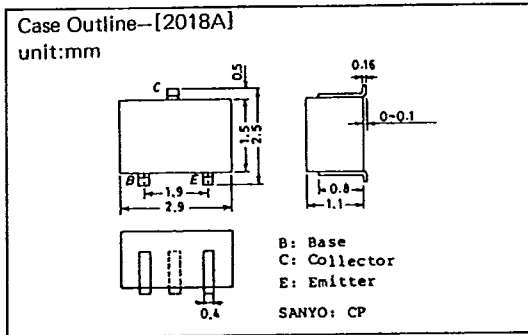 Case Outline—[2018A]
unit:mm
C
0.5
0.16
1.5
2.5
0-0.1
B
E
1.9
2.9
0.8
1.1
B: Base
C: Collector
E: Emitter
0.4
SANYO: CP